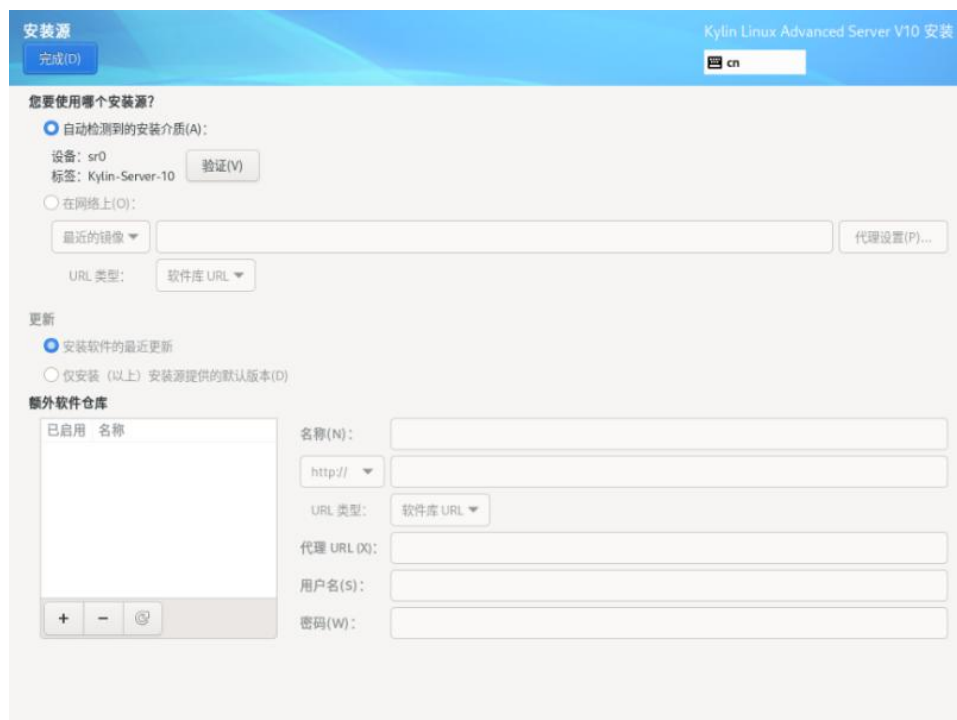 安装源
Kylin Linux Advanced Server V10 安装
完成(D)
cn
您要使用哪个安装源?
自动检测到的安装介质(A):
设备: sr0
标签: Kylin-Server-10
验证(V)
在网络上(O):
最近的镜像
代理设置(P)...
URL 类型:
软件库 URL
更新
安装软件的最近更新
仅安装（以上）安装源提供的默认版本(D)
额外软件仓库
已启用 名称
名称(N):
http://
URL 类型:
软件库 URL
代理 URL (X):
用户名(S):
密码(W):